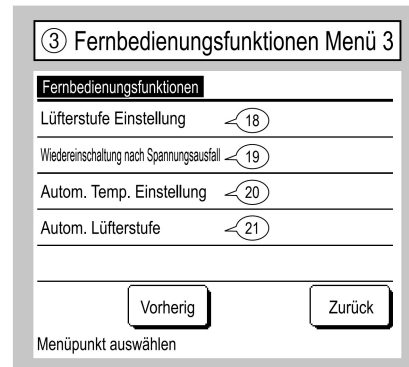 ③ Fernbedienungsfunktionen Menü 3
Fernbedienungsfunktionen
Lüfterstufe Einstellung 18
Wiedereinschaltung nach Spannungsausfall 19
Autom. Temp. Einstellung 20
Autom. Lüfterstufe 21
Vorherig Zurück
Menüpunkt auswählen